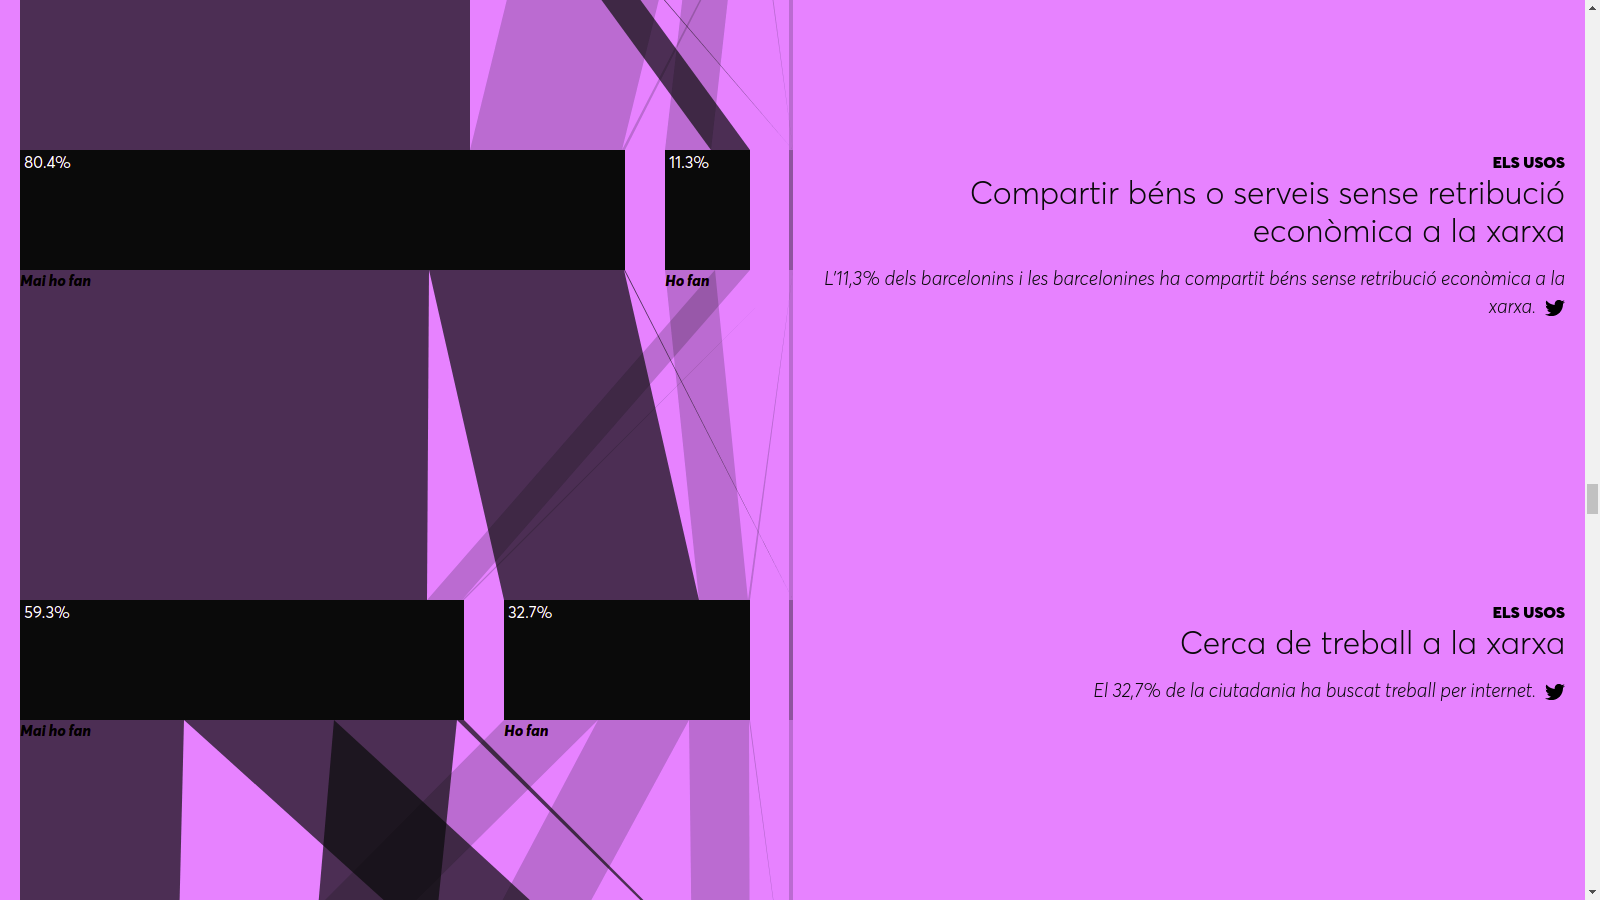 80.4%
11.3%
Mai ho fan
Ho fan
ELS USOS
Compartir béns o serveis sense retribució
econòmica a la xarxa
L'11,3% dels barcelonins i les barcelonines ha compartit béns sense retribució econòmica a la
xarxa.
59.3%
32.7%
Mai ho fan
Ho fan
ELS USOS
Cerca de treball a la xarxa
El 32,7% de la ciutadania ha buscat treball per internet.